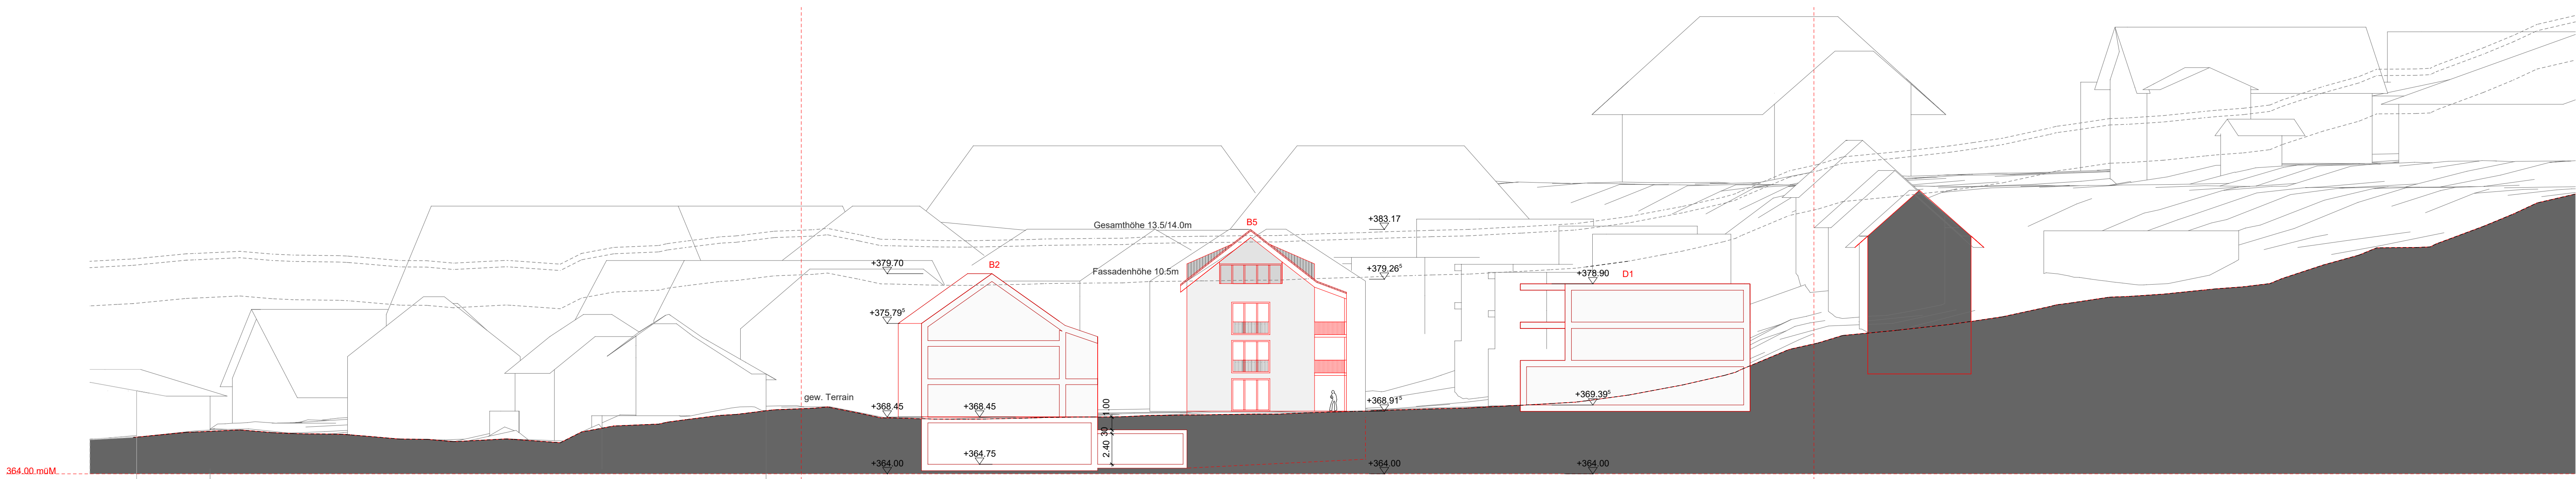 +383.17
B5
Gesamthöhe 13.5/14.0m
+379.70
B2
Fassadenhöhe 10.5m
+379.26⁵
+378.90
D1
+375.79⁵
gew. Terrain
+368.45
+368.45
1.00
+368.91⁵
+369.39⁵
30
2.40
364.00 müM
+364.00
+364.75
+364.00
+364.00